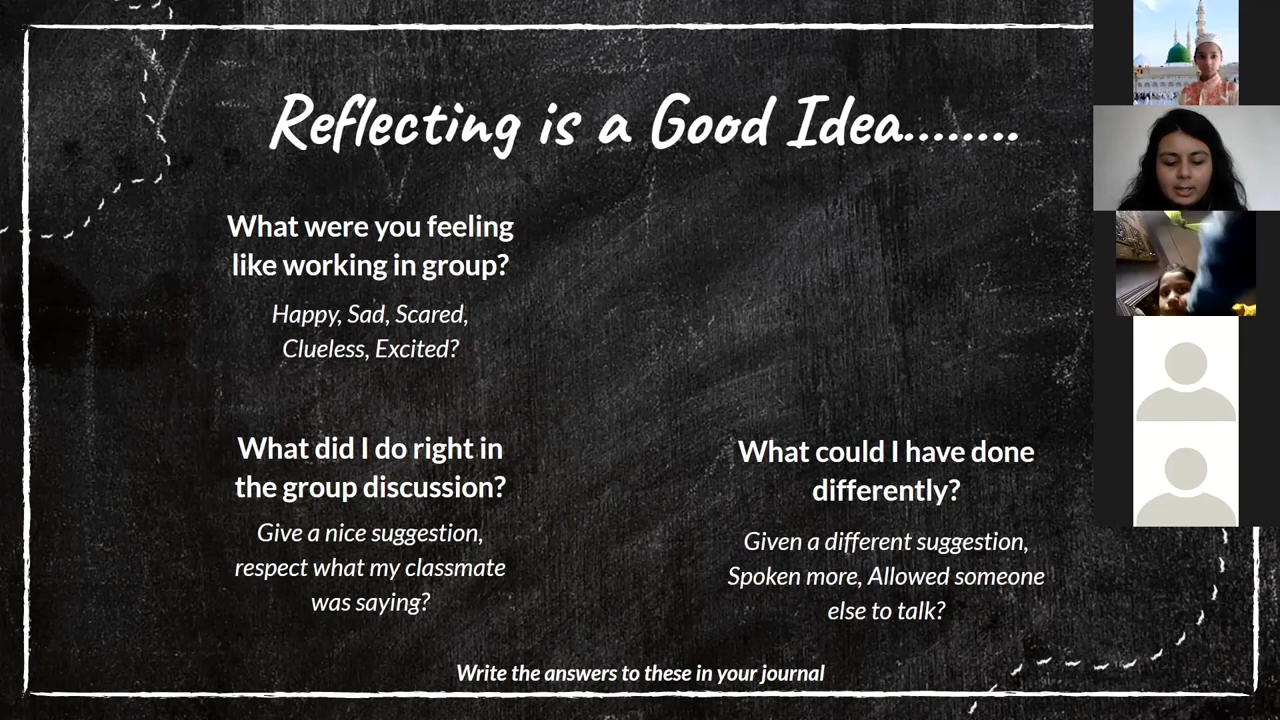 Reflecting is a Good Idea........
What were you feeling
like working in group?
Happy, Sad, Scared,
Clueless, Excited?
What did I do right in
the group discussion?
Give a nice suggestion,
respect what my classmate
was saying?
What could I have done
differently?
Given a different suggestion,
Spoken more, Allowed someone
else to talk?
Write the answers to these in your journal